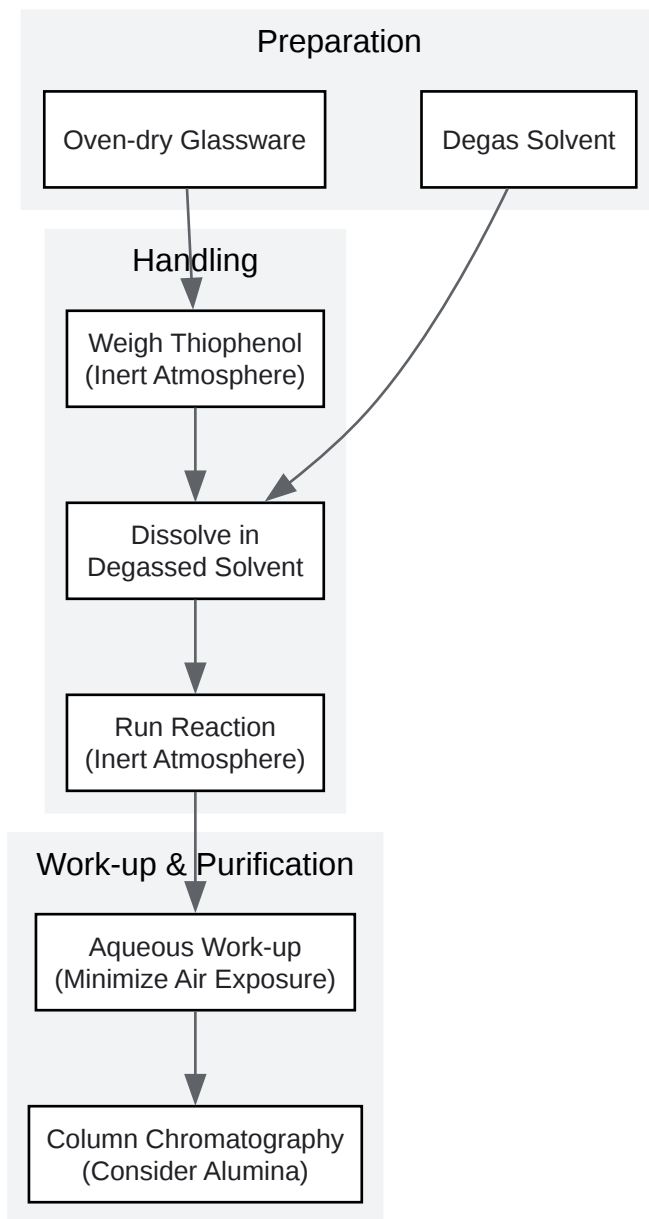 Preparation
Oven-dry Glassware
Degas Solvent
Handling
Weigh Thiophenol
(Inert Atmosphere)
Dissolve in
Degassed Solvent
Run Reaction
(Inert Atmosphere)
Work-up & Purification
Aqueous Work-up
(Minimize Air Exposure)
Column Chromatography
(Consider Alumina)